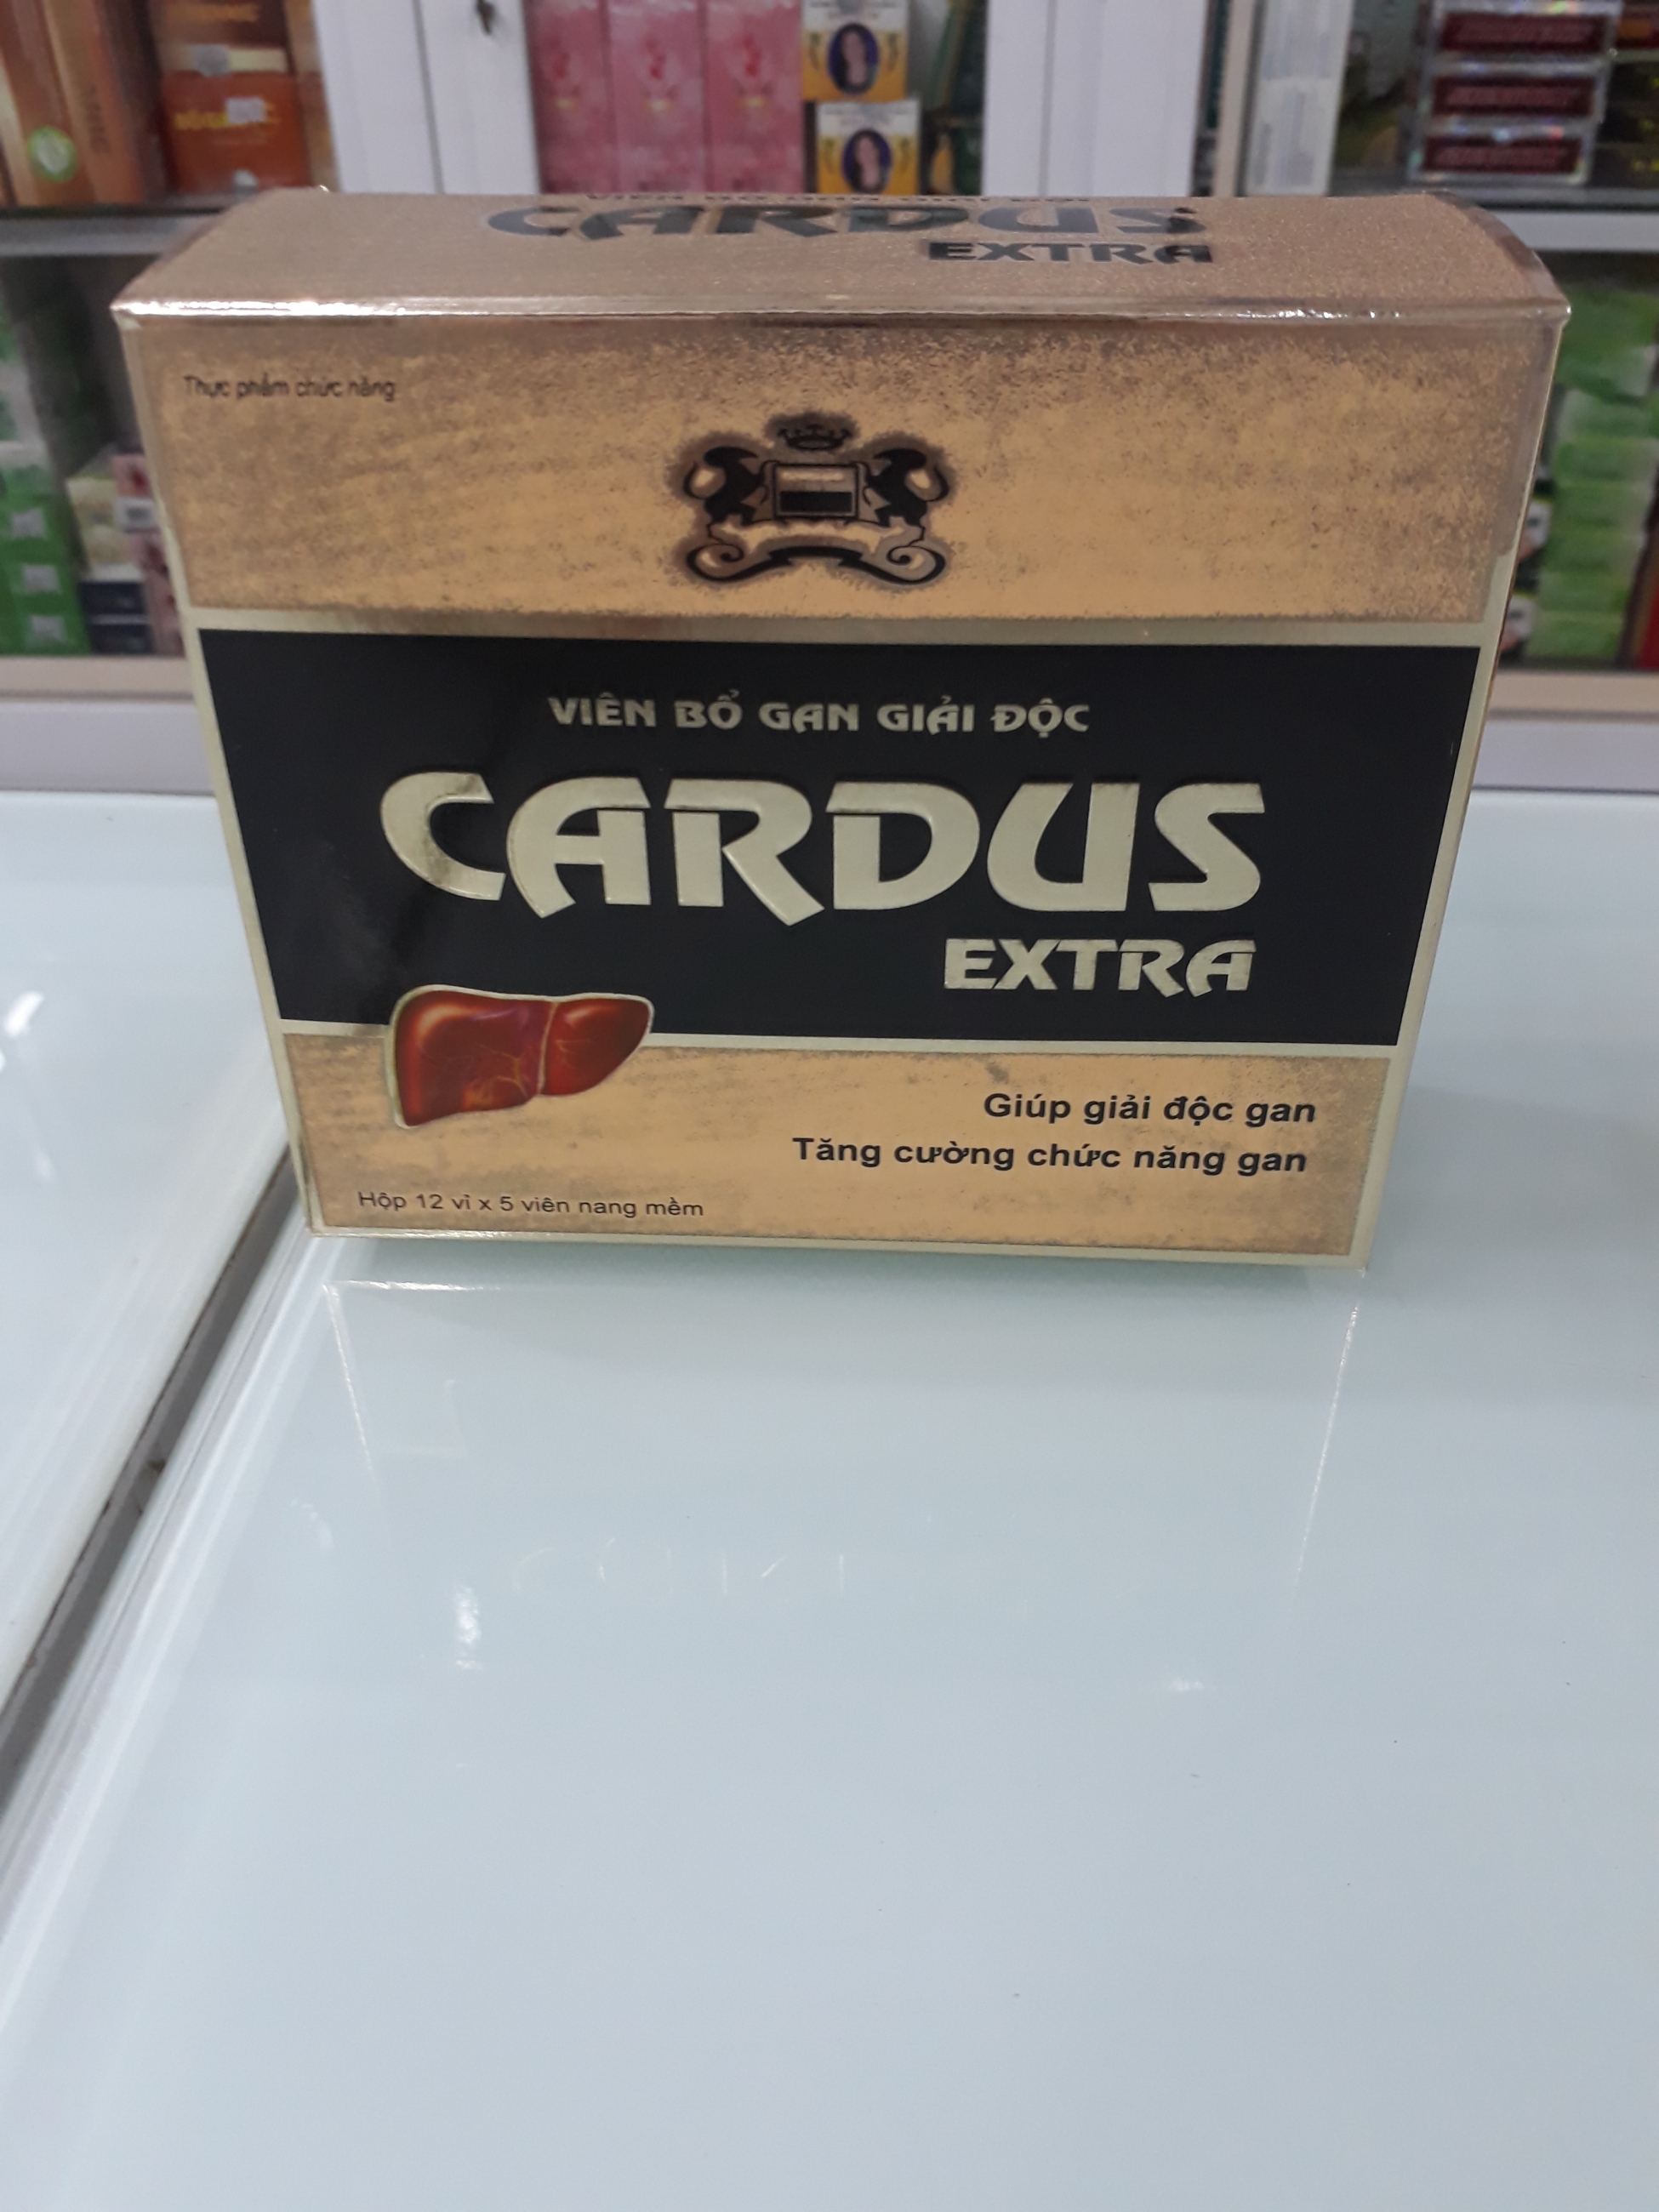 CARDUS
EXTRA
Thực phẩm chức năng
VIÊN BỔ GAN GIẢI ĐỘC
CARDUS
EXTRA
Giúp giải độc gan
Tăng cường chức năng gan
Hộp 12 vỉ x 5 viên nang mềm